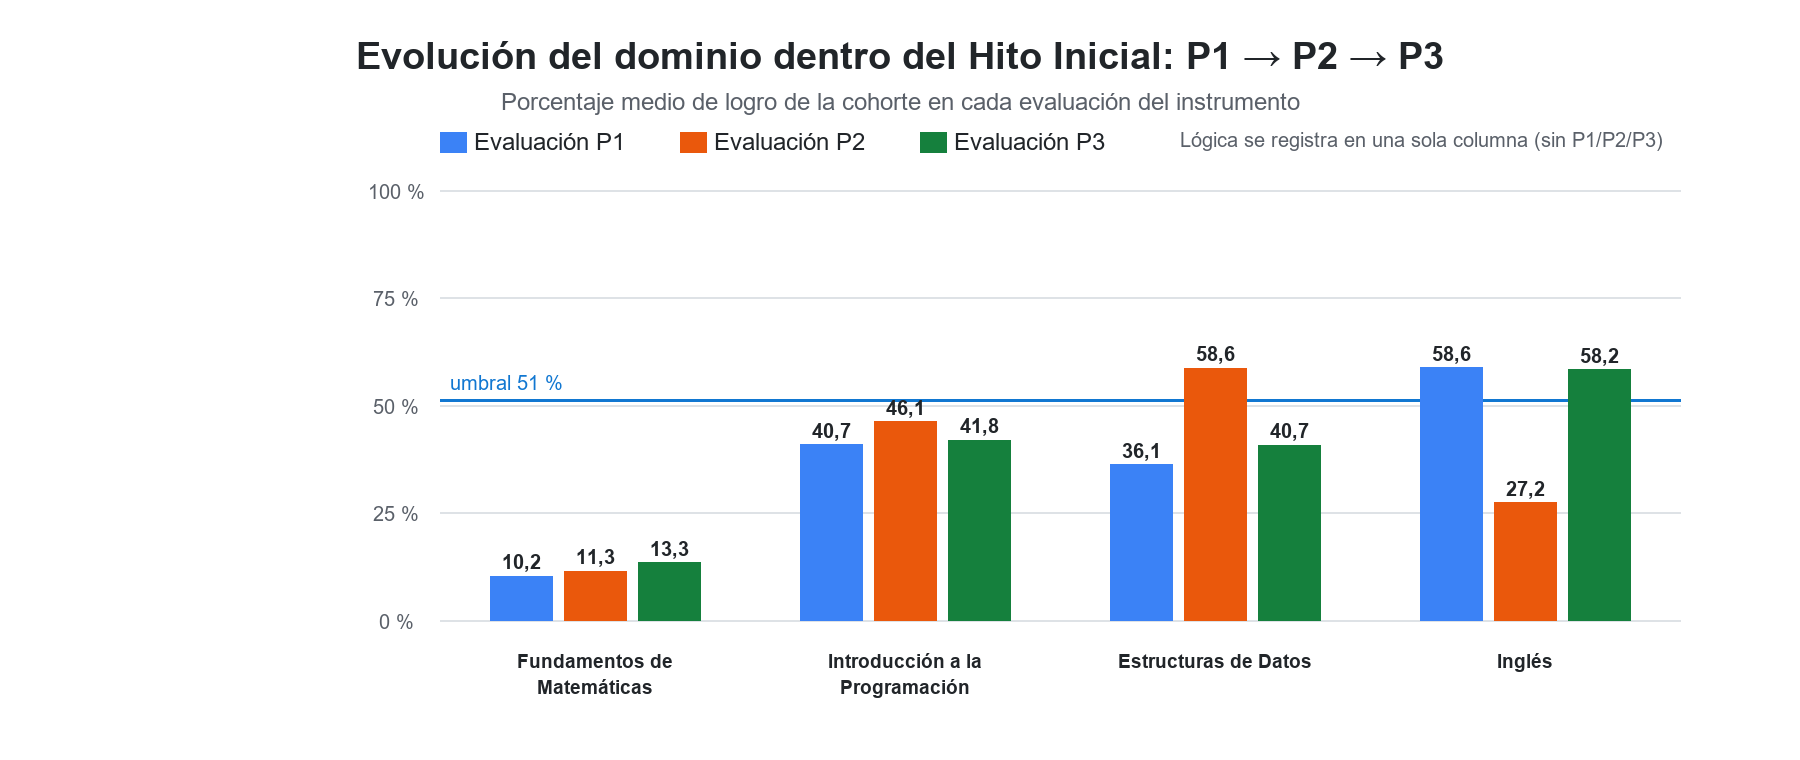 Evolución del dominio dentro del Hito Inicial: P1 → P2 → P3
Porcentaje medio de logro de la cohorte en cada evaluación del instrumento
Evaluación P1
Evaluación P2
Evaluación P3
Lógica se registra en una sola columna (sin P1/P2/P3)
100 %
75 %
50 %
25 %
0 %
umbral 51 %
10,2
11,3
13,3
40,7
46,1
41,8
36,1
58,6
40,7
58,6
27,2
58,2
Fundamentos de
Matemáticas
Introducción a la
Programación
Estructuras de Datos
Inglés